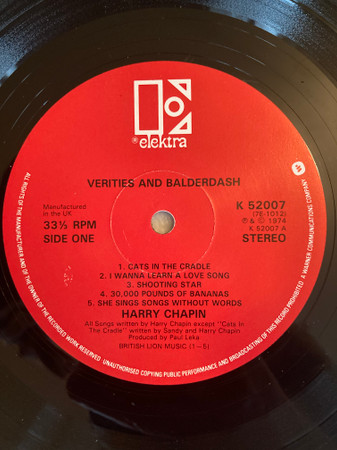 ® elektra
VERITIES AND BALDERDASH
Manufactured
in the UK
33⅓ RPM
SIDE ONE
K 52007
(7E-1012)
℗ & © 1974
K 52007 A
STEREO
1. CATS IN THE CRADLE
2. I WANNA LEARN A LOVE SONG
3. SHOOTING STAR
4. 30,000 POUNDS OF BANANAS
5. SHE SINGS SONGS WITHOUT WORDS
HARRY CHAPIN
All Songs written by Harry Chapin except "Cats In
The Cradle" written by Sandy and Harry Chapin.
Produced by Paul Leka
BRITISH LION MUSIC (1–5)
ALL RIGHTS OF THE MANUFACTURER AND OF THE OWNER OF THE RECORDED WORK RESERVED · UNAUTHORISED COPYING PUBLIC PERFORMANCE AND BROADCASTING OF THIS RECORD PROHIBITED
A WARNER COMMUNICATIONS COMPANY